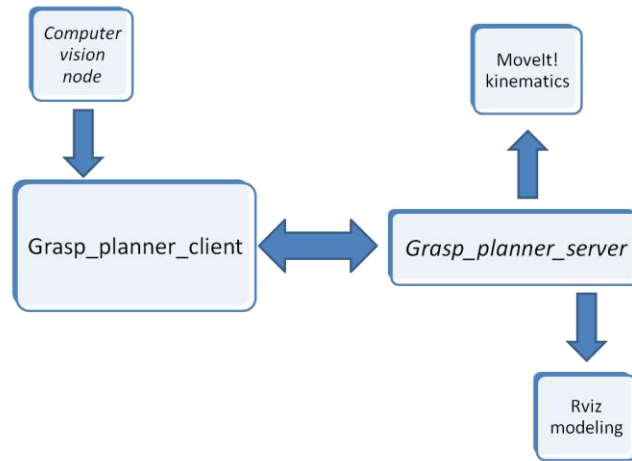 Computer
vision
node
MoveIt!
kinematics
Grasp_planner_client
Grasp_planner_server
Rviz
modeling